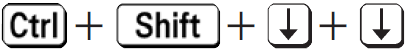 Ctrl + Shift + ↓ + ↓